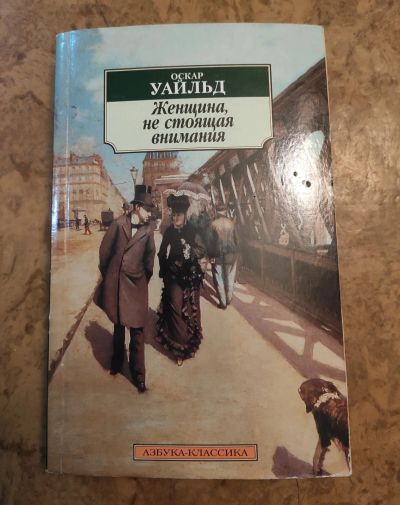 ОСКАР
УАЙЛЬД
Женщина,
не стоящая
внимания
АЗБУКА-КЛАССИКА